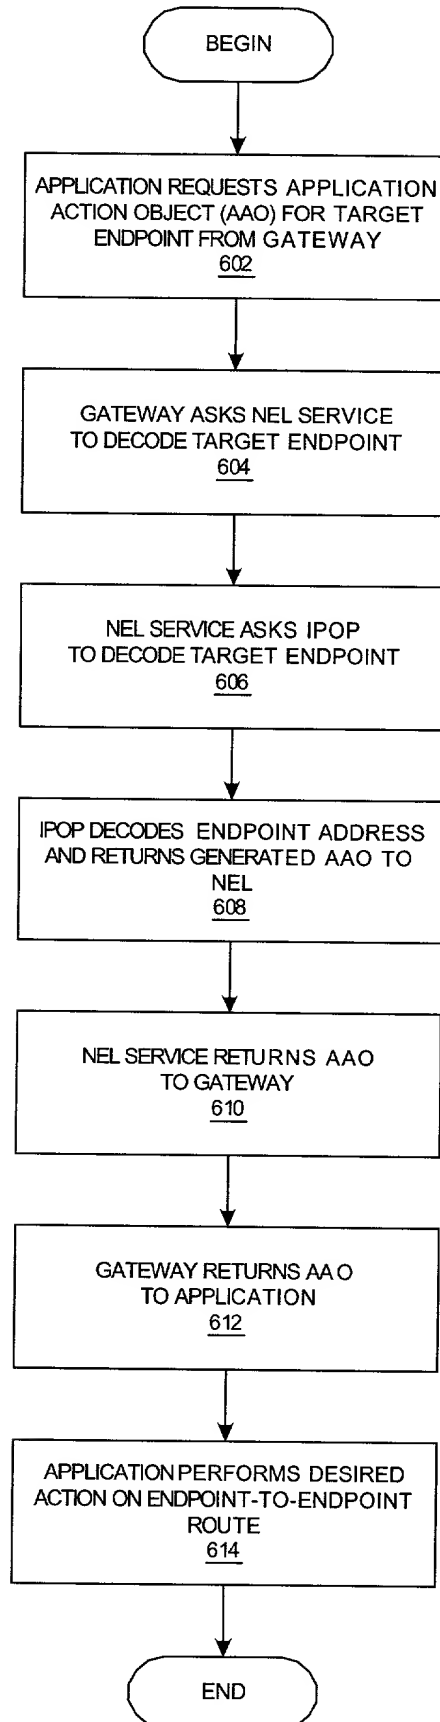 BEGIN
APPLICATION REQUESTS APPLICATION
ACTION OBJECT (AAO) FOR TARGET
ENDPOINT FROM GATEWAY
602
GATEWAY ASKS NEL SERVICE
TO DECODE TARGET ENDPOINT
604
NEL SERVICE ASKS IPOP
TO DECODE TARGET ENDPOINT
606
IPOP DECODES ENDPOINT ADDRESS
AND RETURNS GENERATED AAO TO
NEL
608
NEL SERVICE RETURNS AAO
TO GATEWAY
610
GATEWAY RETURNS AAO
TO APPLICATION
612
APPLICATION PERFORMS DESIRED
ACTION ON ENDPOINT-TO-ENDPOINT
ROUTE
614
END